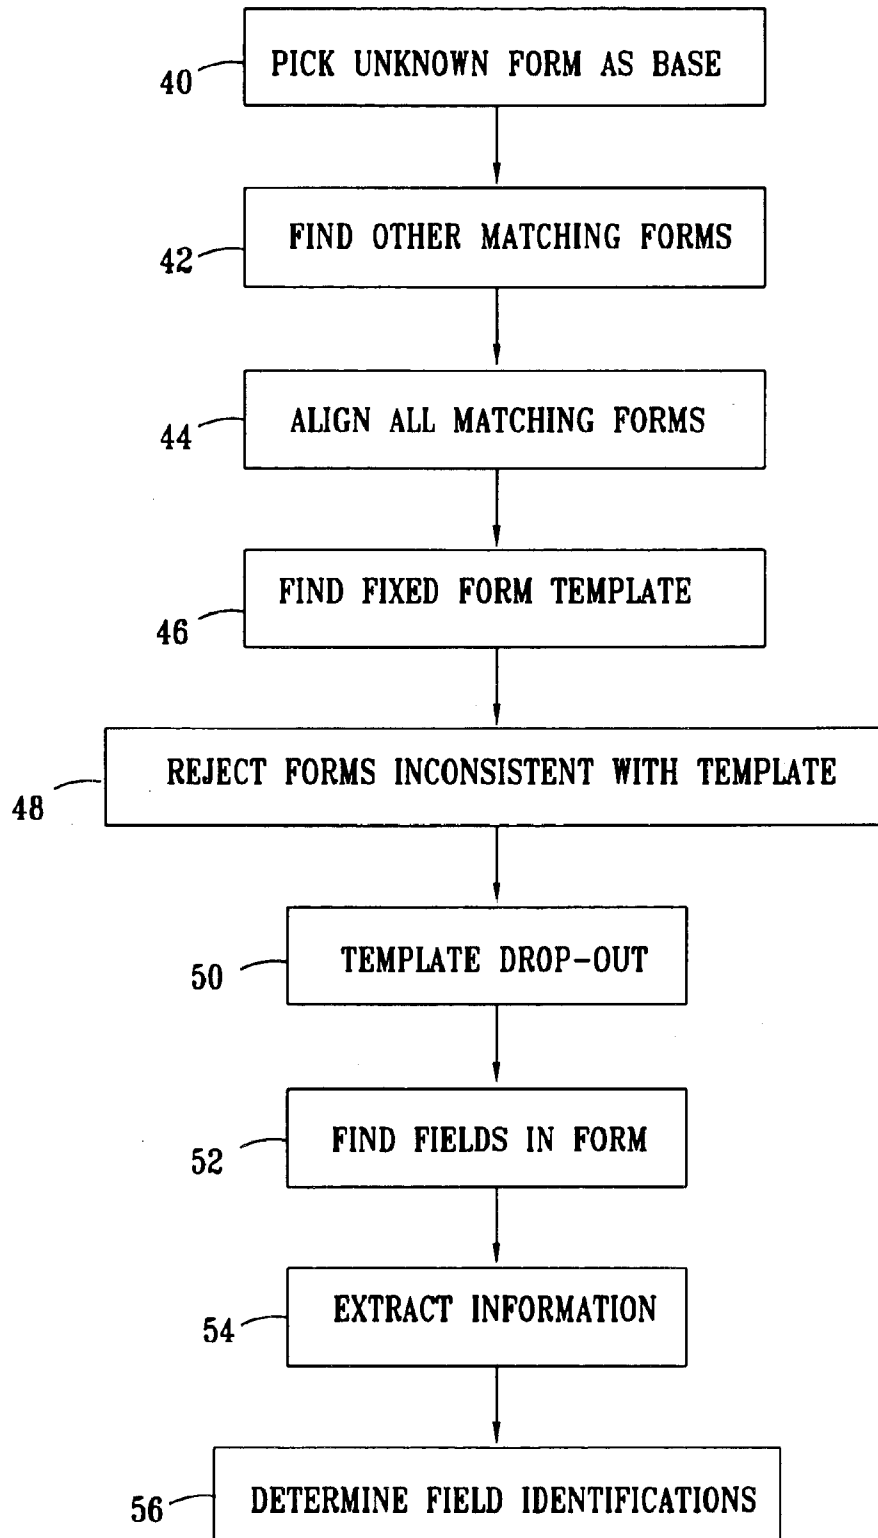 PICK UNKNOWN FORM AS BASE
40
FIND OTHER MATCHING FORMS
42
ALIGN ALL MATCHING FORMS
44
FIND FIXED FORM TEMPLATE
46
REJECT FORMS INCONSISTENT WITH TEMPLATE
48
TEMPLATE DROP-OUT
50
FIND FIELDS IN FORM
52
EXTRACT INFORMATION
54
DETERMINE FIELD IDENTIFICATIONS
56